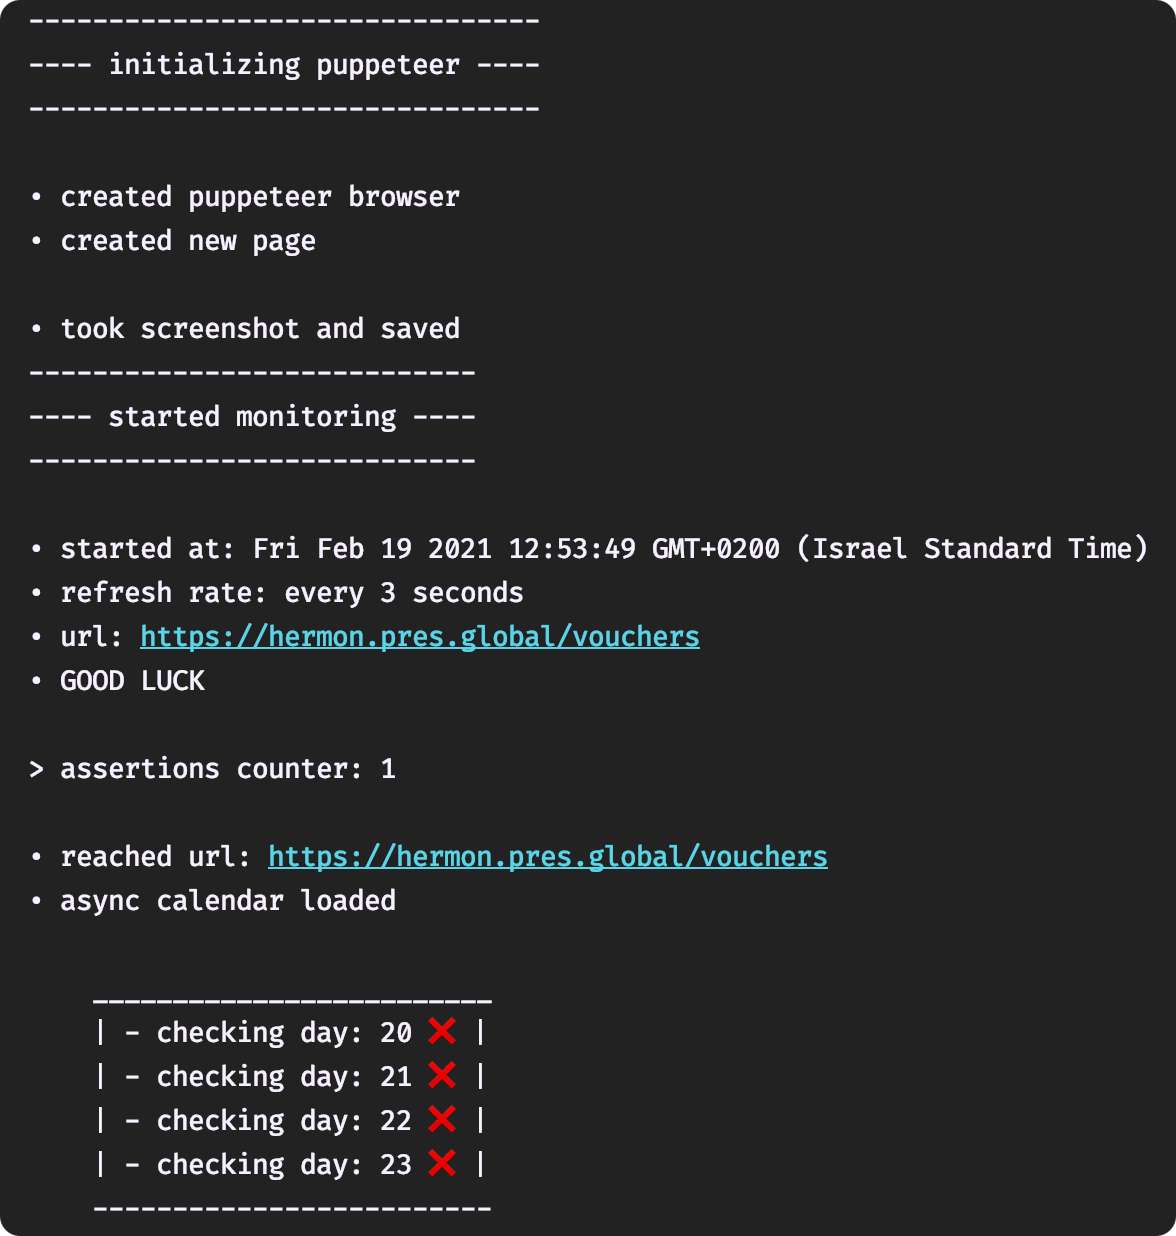 --------------------------------
---- initializing puppeteer ----
--------------------------------
• created puppeteer browser
• created new page
• took screenshot and saved
----------------------------
---- started monitoring ----
----------------------------
• started at: Fri Feb 19 2021 12:53:49 GMT+0200 (Israel Standard Time)
• refresh rate: every 3 seconds
• url: https://hermon.pres.global/vouchers
• GOOD LUCK
> assertions counter: 1
• reached url: https://hermon.pres.global/vouchers
• async calendar loaded
_________________________
| - checking day: 20 ❌ |
| - checking day: 21 ❌ |
| - checking day: 22 ❌ |
| - checking day: 23 ❌ |
-------------------------